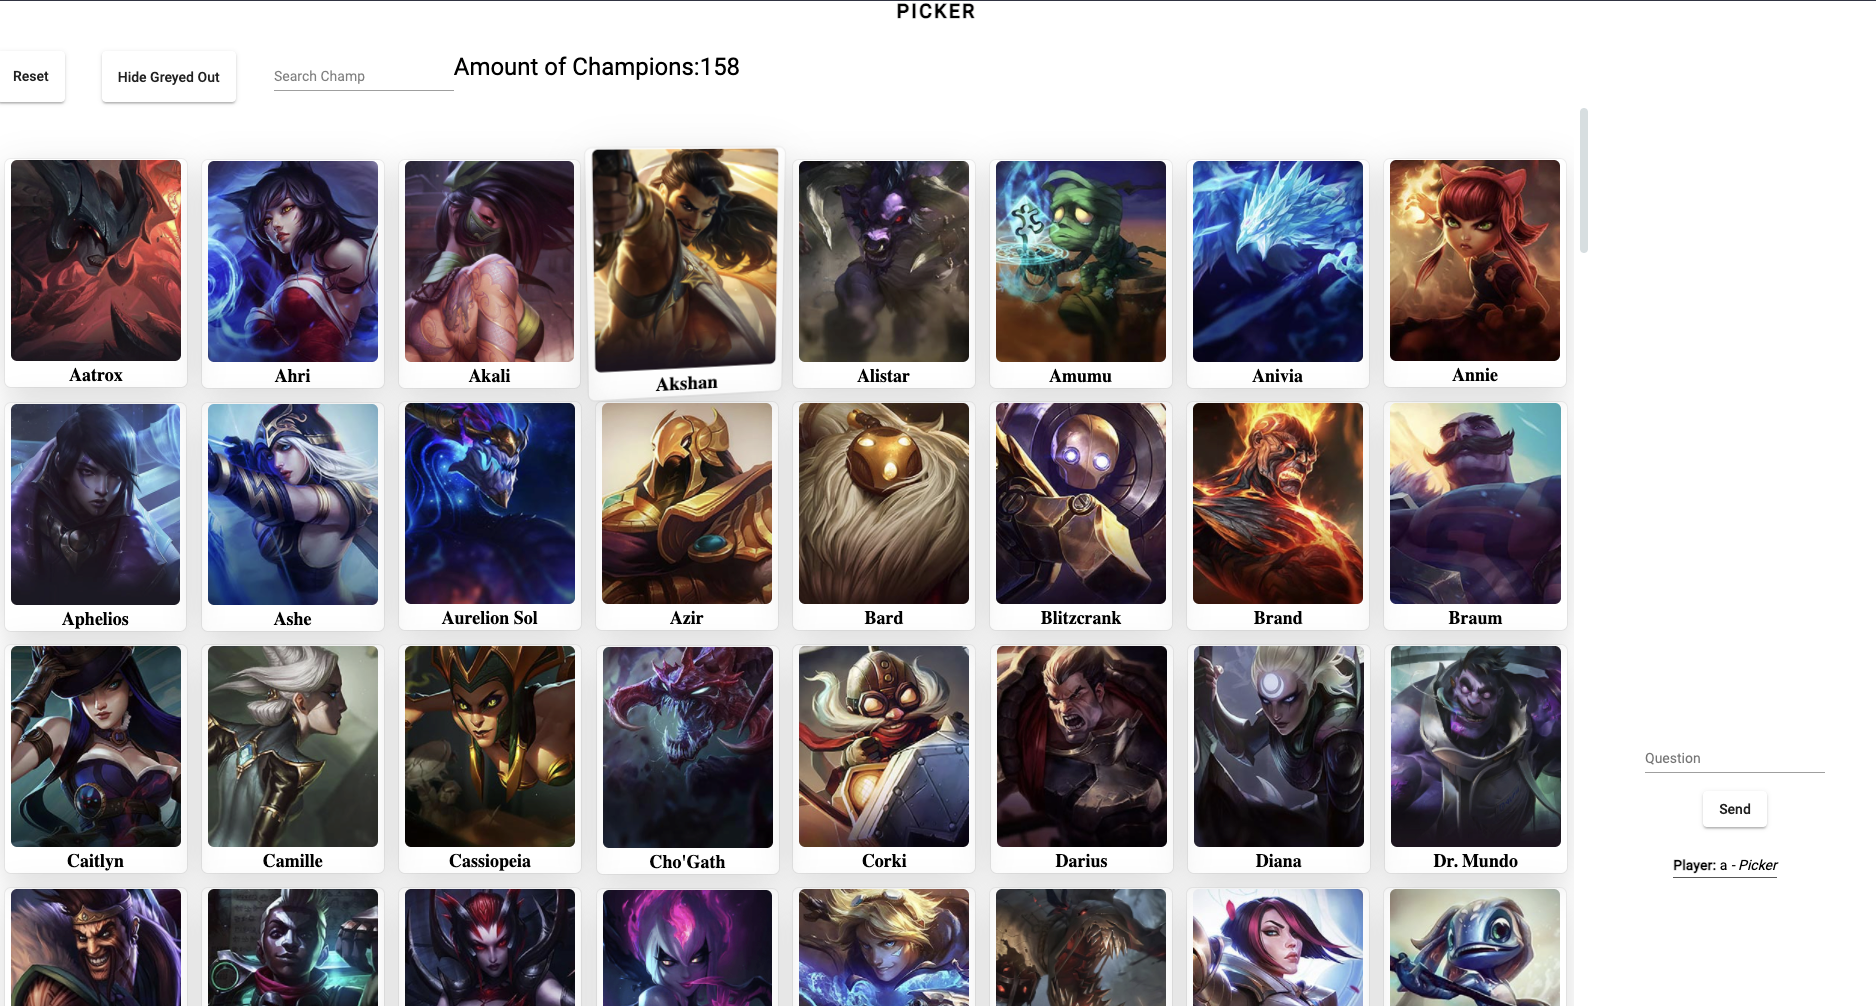 PICKER
Reset
Hide Greyed Out
Search Champ
Amount of Champions:158
Aatrox
Ahri
Akali
Akshan
Alistar
Amumu
Anivia
Annie
Aphelios
Ashe
Aurelion Sol
Azir
Bard
Blitzcrank
Brand
Braum
Caitlyn
Camille
Cassiopeia
Cho'Gath
Corki
Darius
Diana
Dr. Mundo
Question
Send
Player: a - Picker